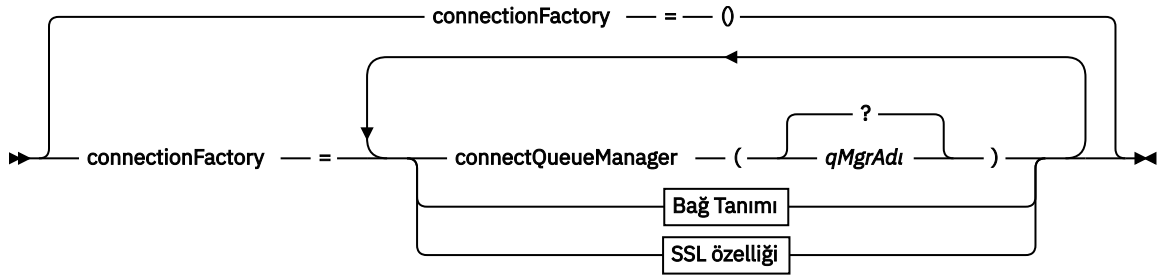 connectionFactory = ()
?
connectionFactory = connectQueueManager ( qMgrAdı )
Bağ Tanımı
SSL özelliği